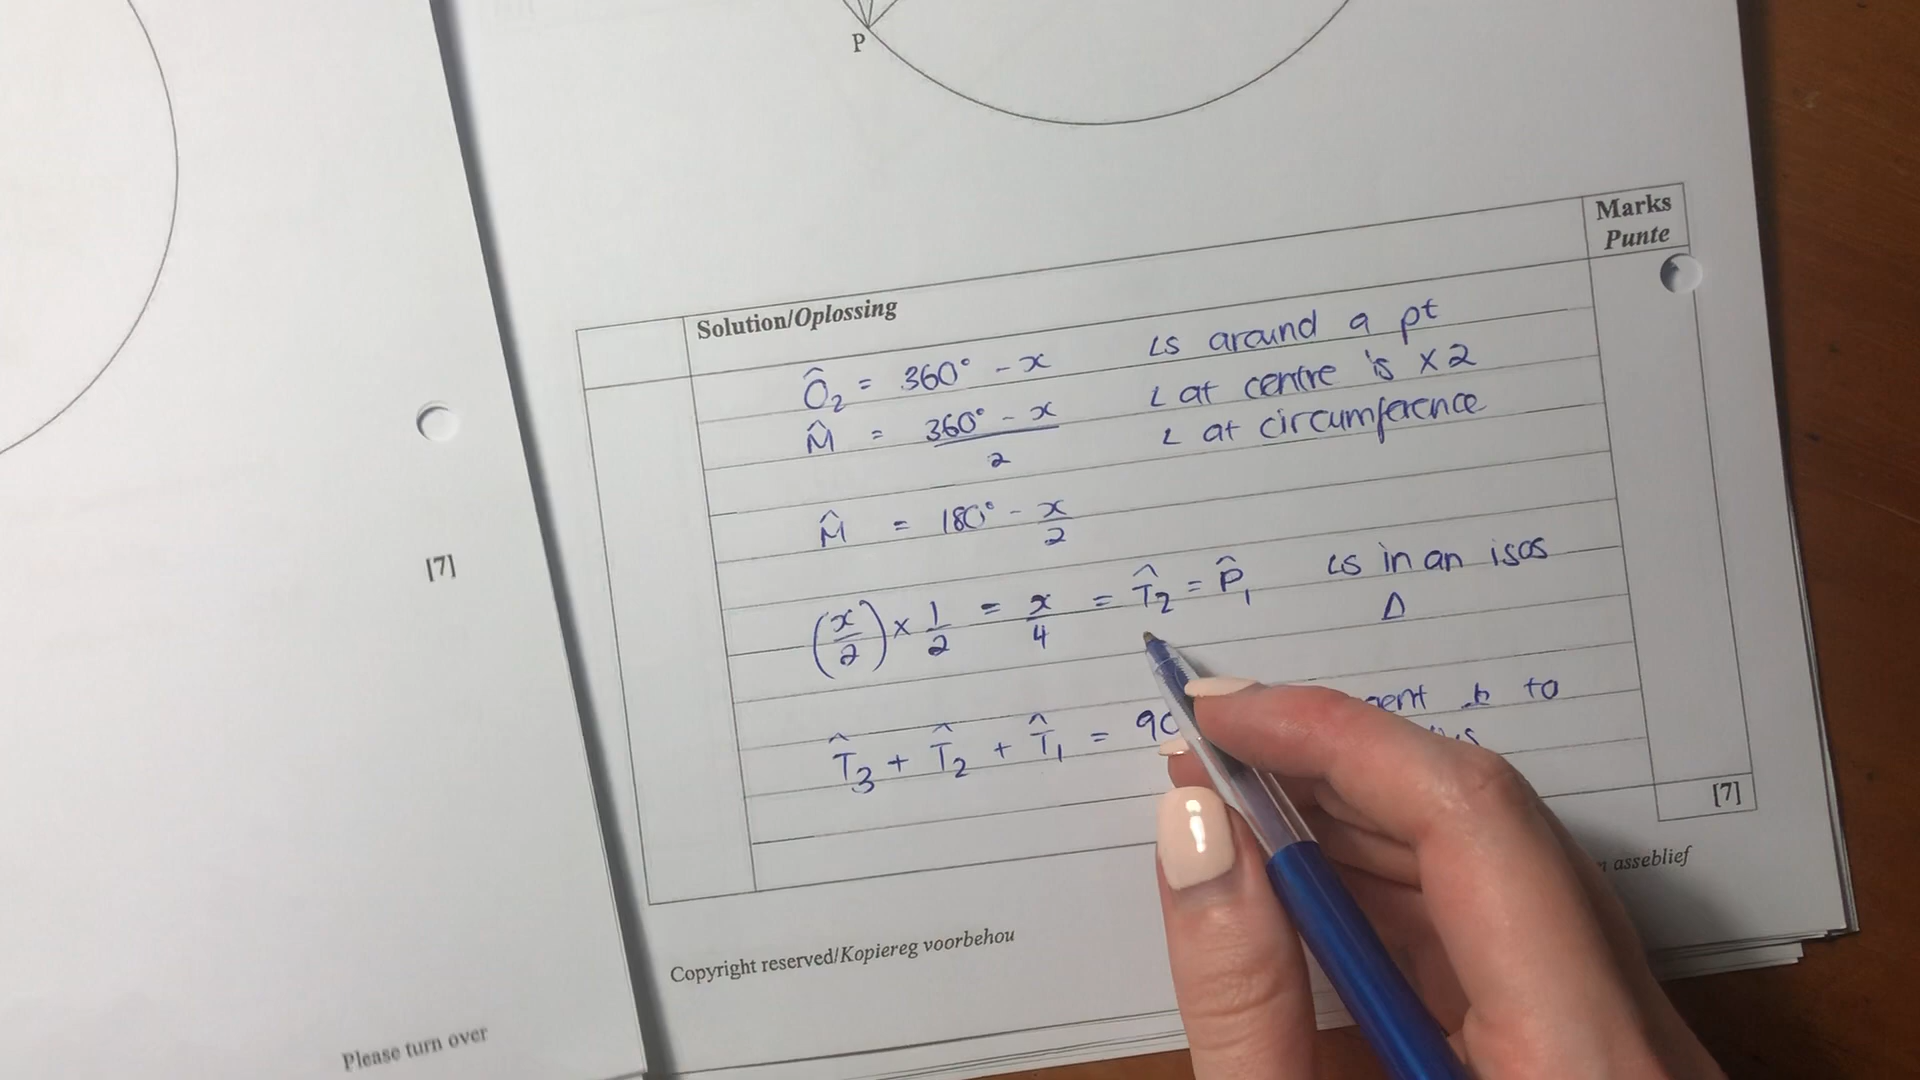 P
[7]
Please turn over
Marks
Punte
Solution/Oplossing
Ô₂ = 360° - x ∠s around a pt
M̂ = (360° - x)/2 ∠ at centre is ×2
∠ at circumference
M̂ = 180° - x/2
(x/2) × 1/2 = x/4 = T̂₂ = P̂₁ ∠s in an isos
Δ
T̂₃ + T̂₂ + T̂₁ = 90 to
[7]
asseblief
Copyright reserved/Kopiereg voorbehou